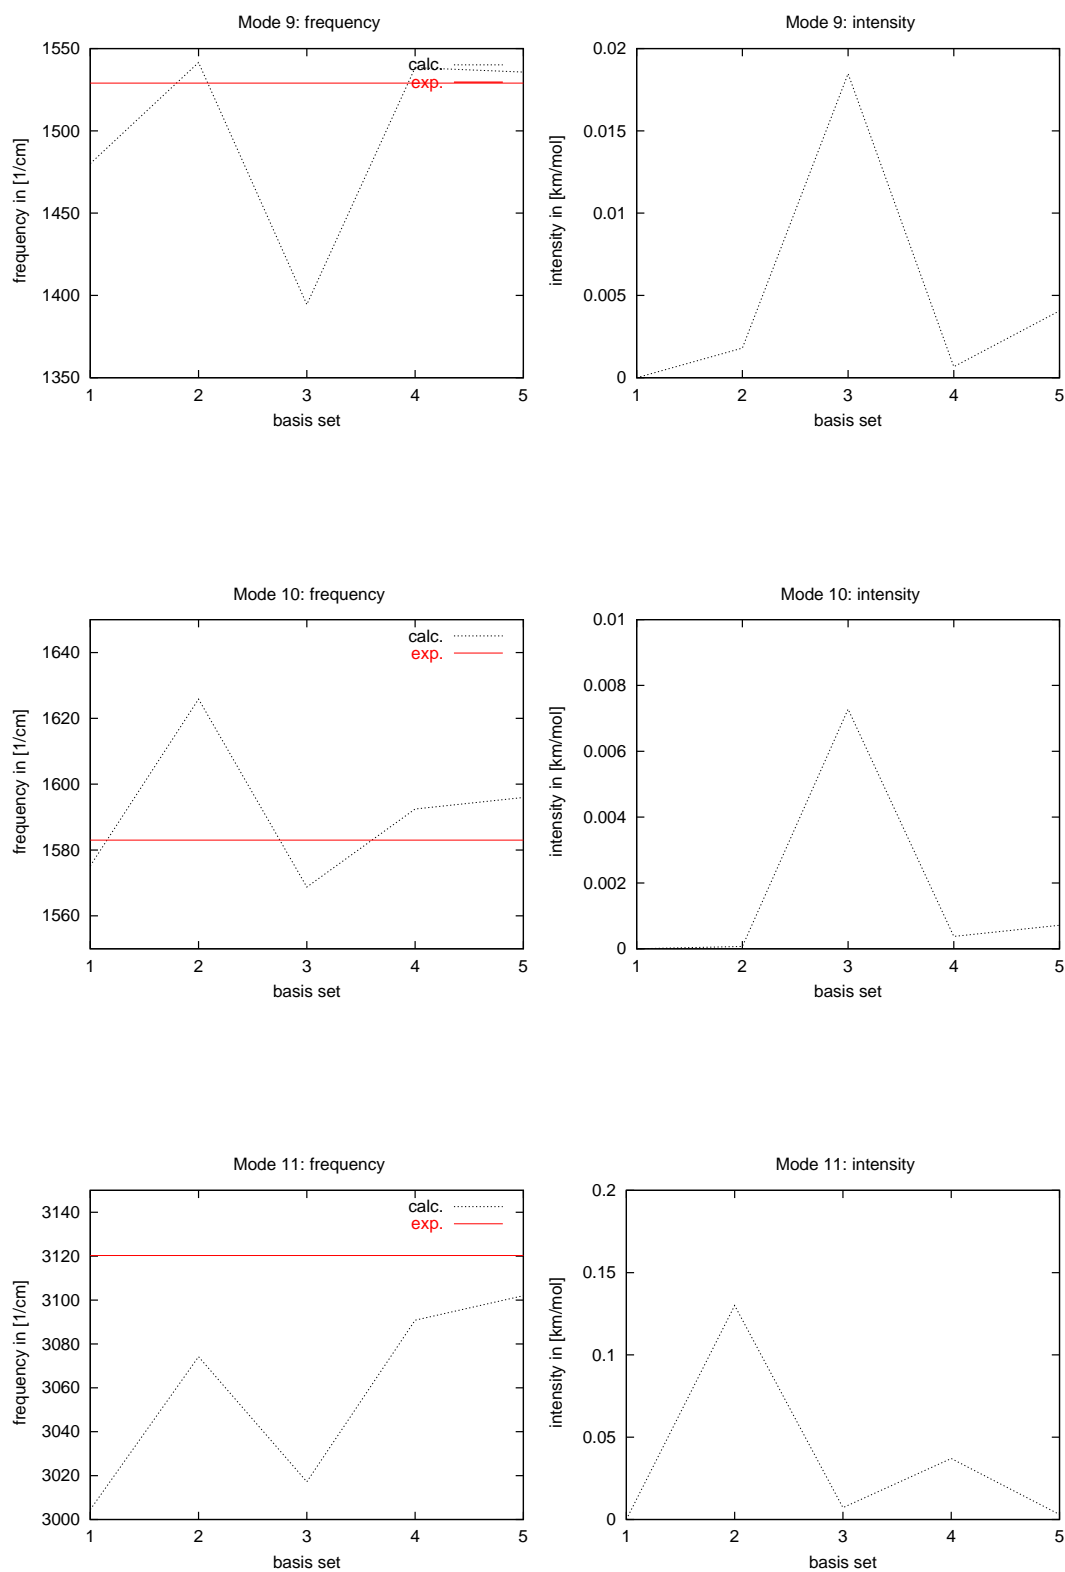 Mode 9: frequency
1550
1500
1450
1400
1350
1 2 3 4 5
frequency in [1/cm]
basis set
calc.
exp.
Mode 9: intensity
0.02
0.015
0.01
0.005
0
1 2 3 4 5
intensity in [km/mol]
basis set
Mode 10: frequency
1640
1620
1600
1580
1560
1 2 3 4 5
frequency in [1/cm]
basis set
calc.
exp.
Mode 10: intensity
0.01
0.008
0.006
0.004
0.002
0
1 2 3 4 5
intensity in [km/mol]
basis set
Mode 11: frequency
3140
3120
3100
3080
3060
3040
3020
3000
1 2 3 4 5
frequency in [1/cm]
basis set
calc.
exp.
Mode 11: intensity
0.2
0.15
0.1
0.05
0
1 2 3 4 5
intensity in [km/mol]
basis set